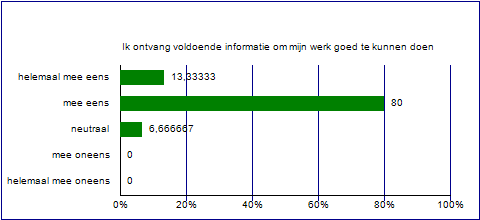 Ik ontvang voldoende informatie om mijn werk goed te kunnen doen
helemaal mee eens 13,33333
mee eens 80
neutraal 6,666667
mee oneens 0
helemaal mee oneens 0
0% 20% 40% 60% 80% 100%